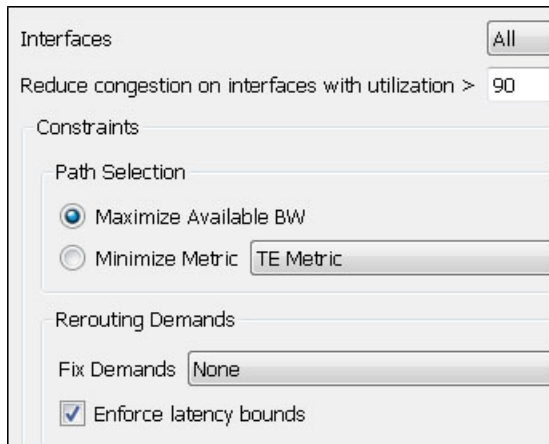 Interfaces All
Reduce congestion on interfaces with utilization > 90
Constraints
Path Selection
Maximize Available BW
Minimize Metric TE Metric
Rerouting Demands
Fix Demands None
Enforce latency bounds